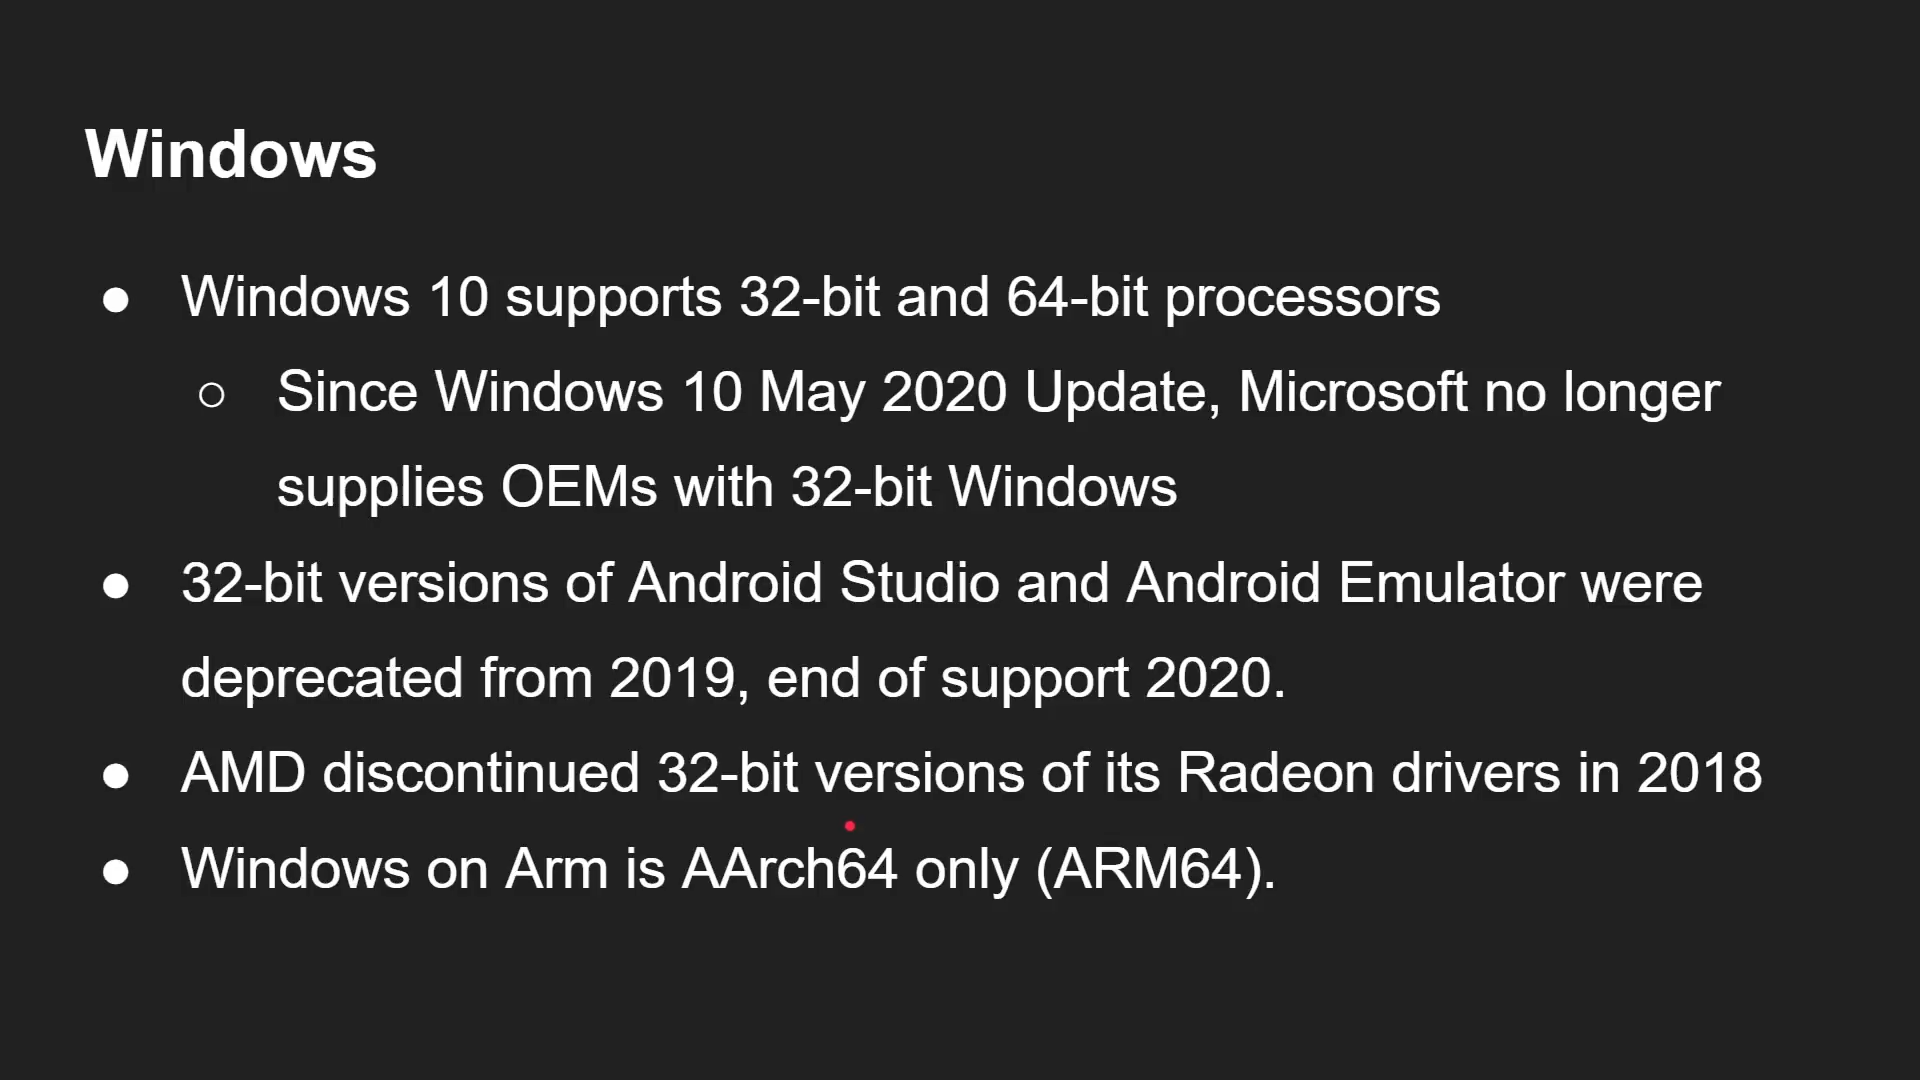 Windows
● Windows 10 supports 32-bit and 64-bit processors
○ Since Windows 10 May 2020 Update, Microsoft no longer
supplies OEMs with 32-bit Windows
● 32-bit versions of Android Studio and Android Emulator were
deprecated from 2019, end of support 2020.
● AMD discontinued 32-bit versions of its Radeon drivers in 2018
● Windows on Arm is AArch64 only (ARM64).